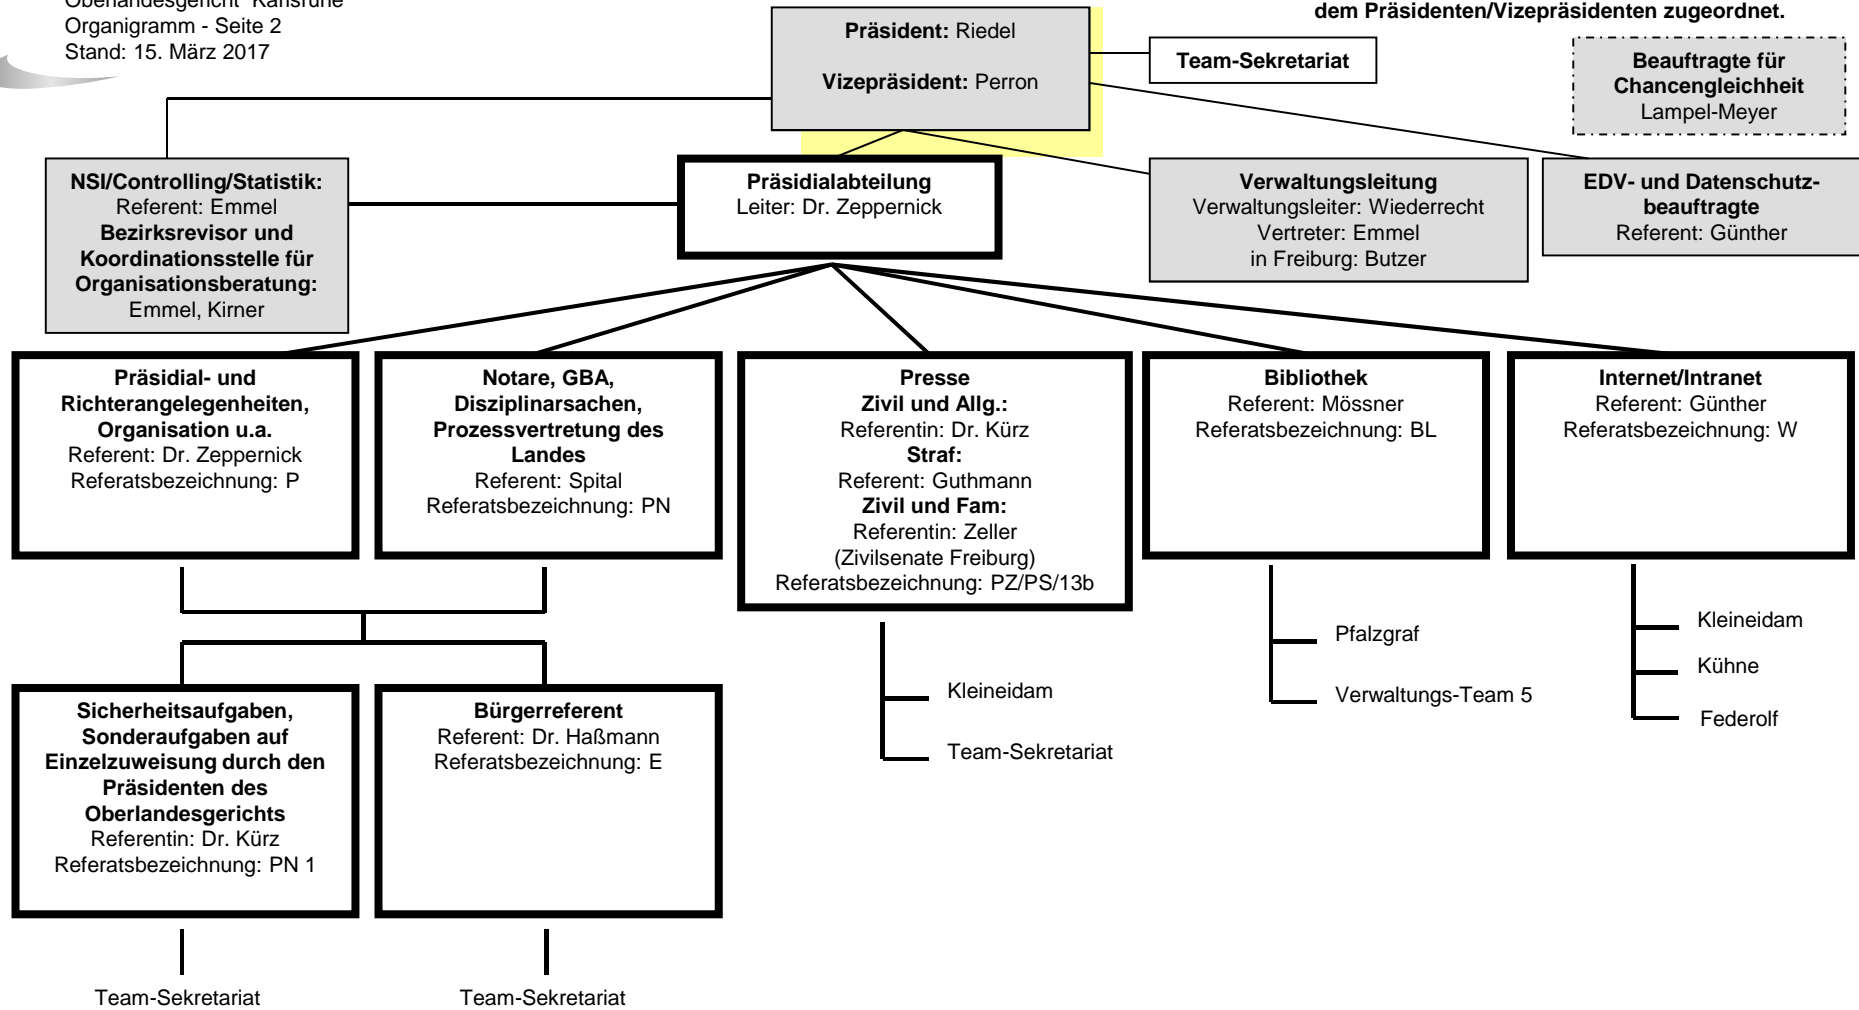 Oberlandesgericht Karlsruhe
Organigramm - Seite 2
Stand: 15. März 2017
dem Präsidenten/Vizepräsidenten zugeordnet.
Präsident: Riedel
Vizepräsident: Perron
Team-Sekretariat
Beauftragte für
Chancengleichheit
Lampel-Meyer
NSI/Controlling/Statistik:
Referent: Emmel
Bezirksrevisor und
Koordinationsstelle für
Organisationsberatung:
Emmel, Kirner
Präsidialabteilung
Leiter: Dr. Zeppernick
Verwaltungsleitung
Verwaltungsleiter: Wiederrecht
Vertreter: Emmel
in Freiburg: Butzer
EDV- und Datenschutz-
beauftragte
Referent: Günther
Präsidial- und
Richterangelegenheiten,
Organisation u.a.
Referent: Dr. Zeppernick
Referatsbezeichnung: P
Notare, GBA,
Disziplinarsachen,
Prozessvertretung des
Landes
Referent: Spital
Referatsbezeichnung: PN
Presse
Zivil und Allg.:
Referentin: Dr. Kürz
Straf:
Referent: Guthmann
Zivil und Fam:
Referentin: Zeller
(Zivilsenate Freiburg)
Referatsbezeichnung: PZ/PS/13b
Bibliothek
Referent: Mössner
Referatsbezeichnung: BL
Internet/Intranet
Referent: Günther
Referatsbezeichnung: W
Kleineidam
Team-Sekretariat
Pfalzgraf
Verwaltungs-Team 5
Kleineidam
Kühne
Federolf
Sicherheitsaufgaben,
Sonderaufgaben auf
Einzelzuweisung durch den
Präsidenten des
Oberlandesgerichts
Referentin: Dr. Kürz
Referatsbezeichnung: PN 1
Bürgerreferent
Referent: Dr. Haßmann
Referatsbezeichnung: E
Team-Sekretariat
Team-Sekretariat